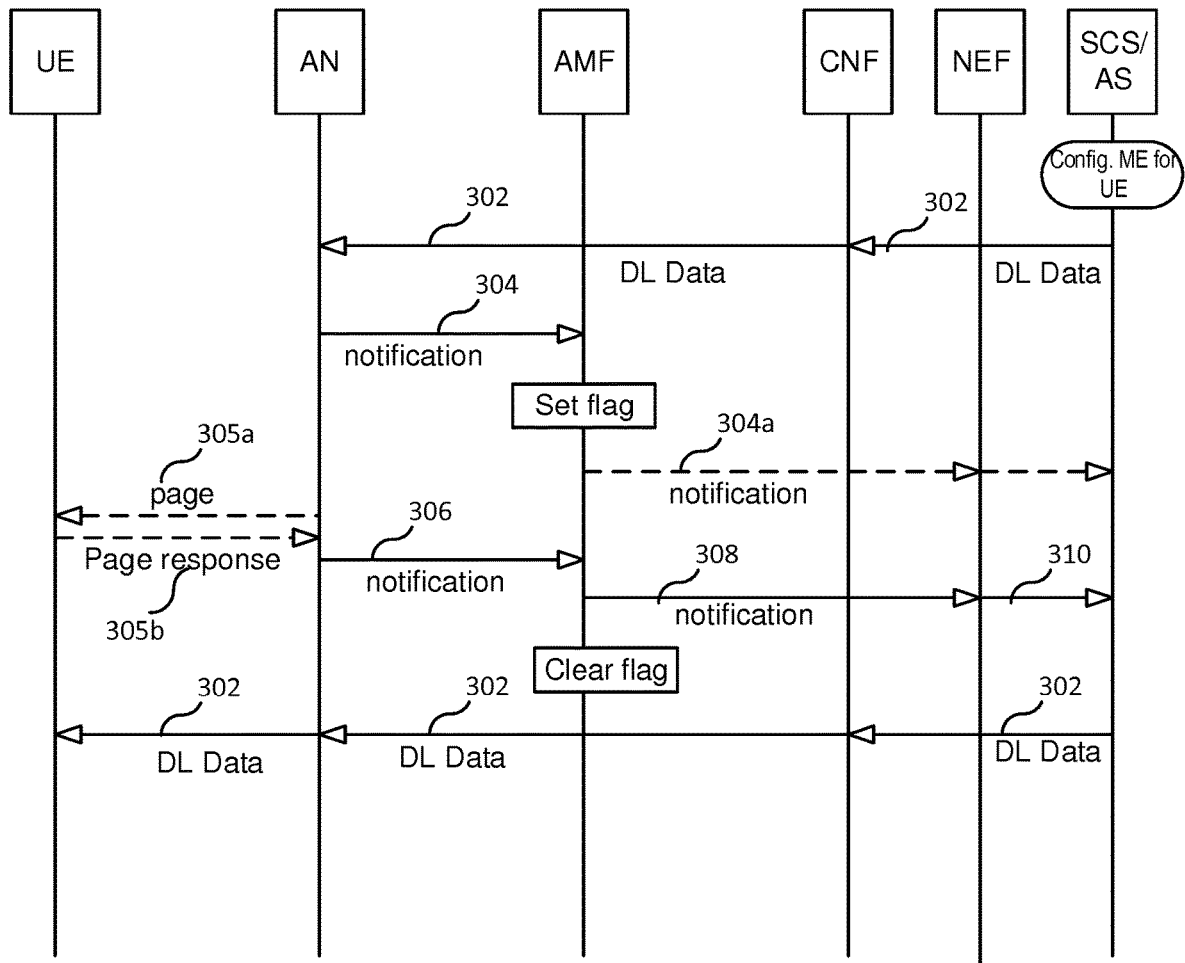 UE
AN
AMF
CNF
NEF
SCS/
AS
Config. ME for
UE
302
302
DL Data
DL Data
304
notification
Set flag
305a
304a
page
notification
306
Page response
notification
308
310
notification
305b
Clear flag
302
302
302
DL Data
DL Data
DL Data